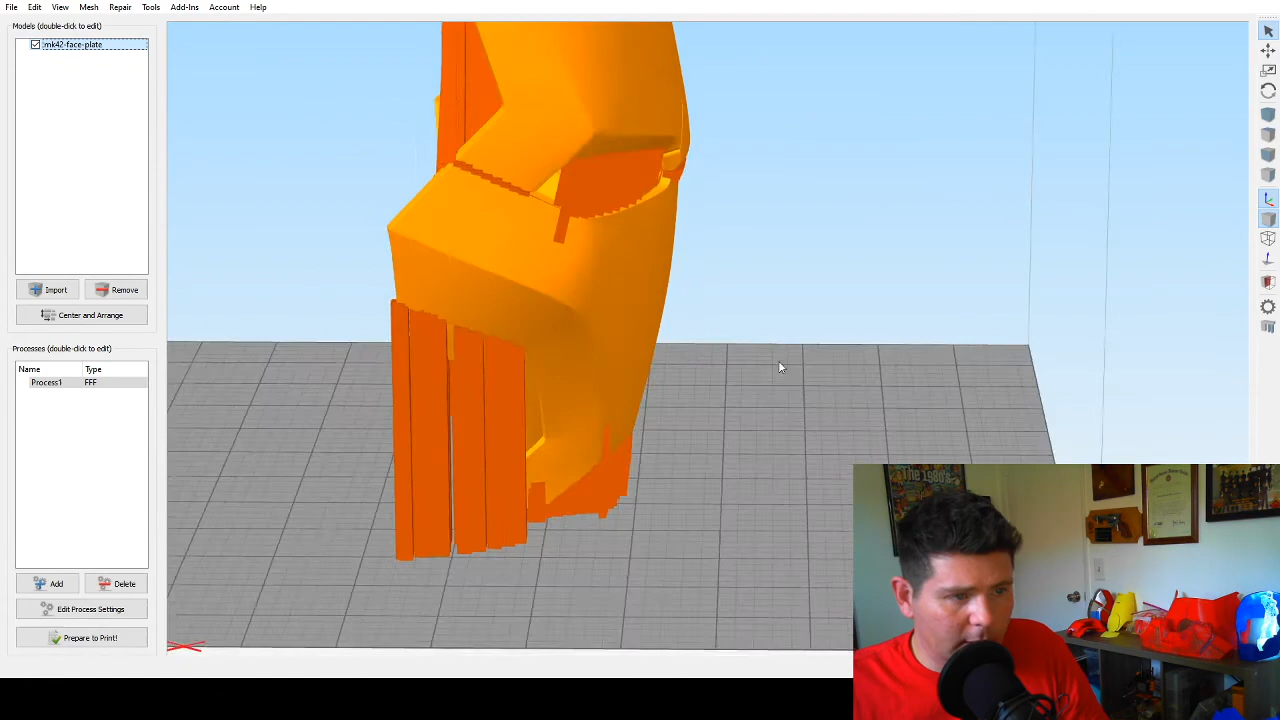 File Edit View Mesh Repair Tools Add-Ins Account Help
Models (double-click to edit)
mk42-face-plate
Import Remove
Center and Arrange
Processes (double-click to edit)
Name Type
Process1 FFF
Add Delete
Edit Process Settings
Prepare to Print!
The 1980's